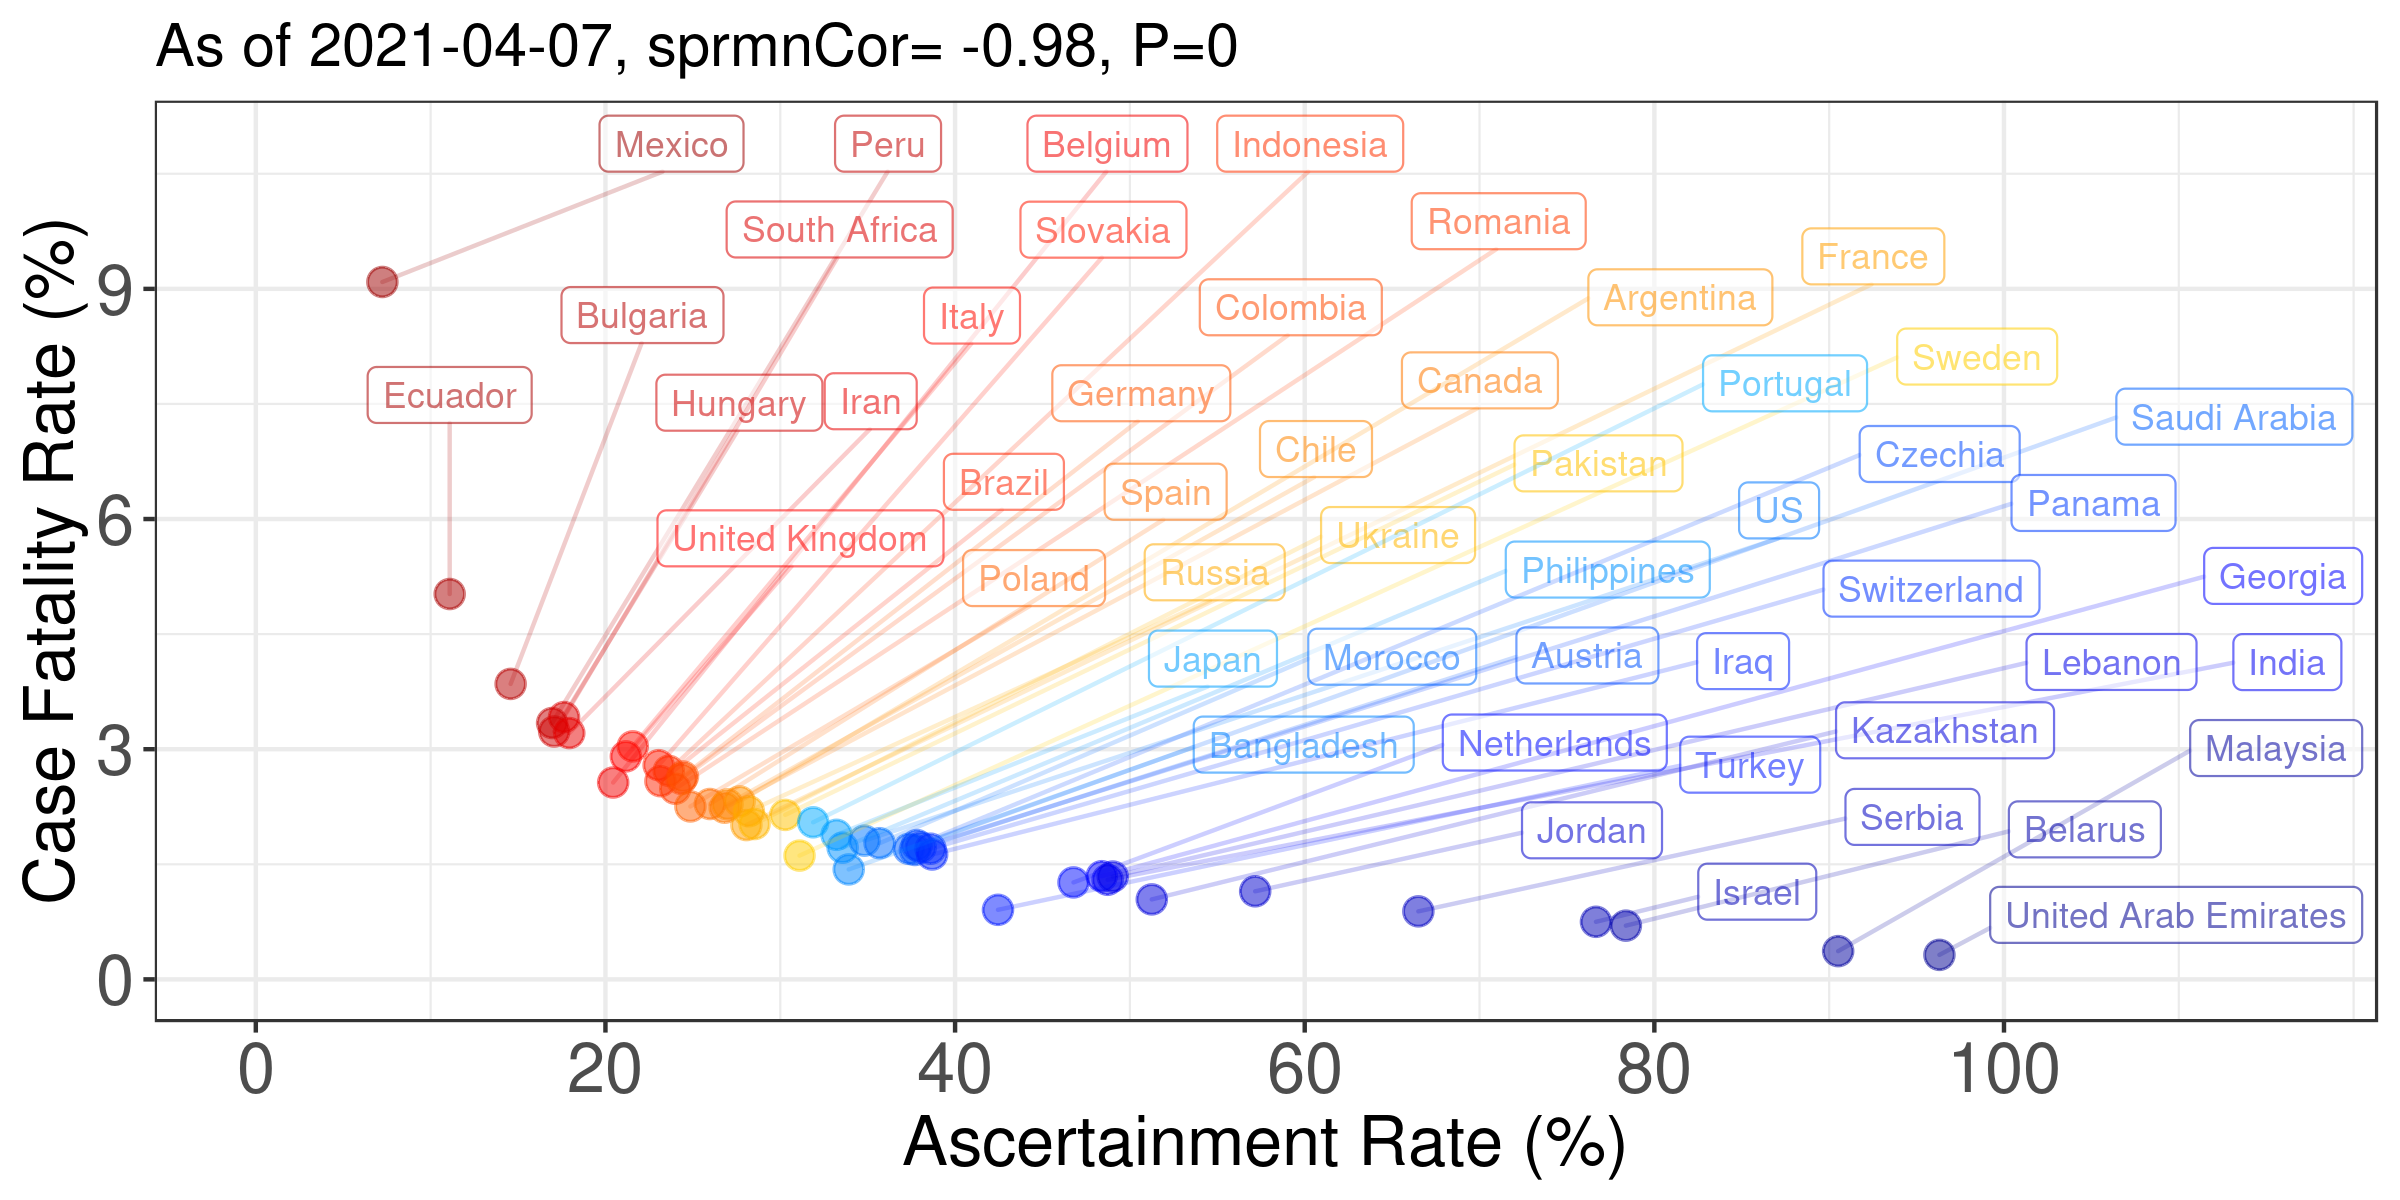 As of 2021-04-07, sprmnCor= -0.98, P=0
Mexico
Peru
Belgium
Indonesia
South Africa
Slovakia
Romania
France
Bulgaria
Italy
Colombia
Argentina
Ecuador
Hungary
Iran
Germany
Canada
Portugal
Sweden
Saudi Arabia
Brazil
Spain
Chile
Pakistan
Czechia
US
Panama
United Kingdom
Poland
Russia
Ukraine
Philippines
Switzerland
Georgia
Japan
Morocco
Austria
Iraq
Lebanon
India
Bangladesh
Netherlands
Turkey
Kazakhstan
Malaysia
Jordan
Serbia
Belarus
Israel
United Arab Emirates
Case Fatality Rate (%)
9
6
3
0
0 20 40 60 80 100
Ascertainment Rate (%)